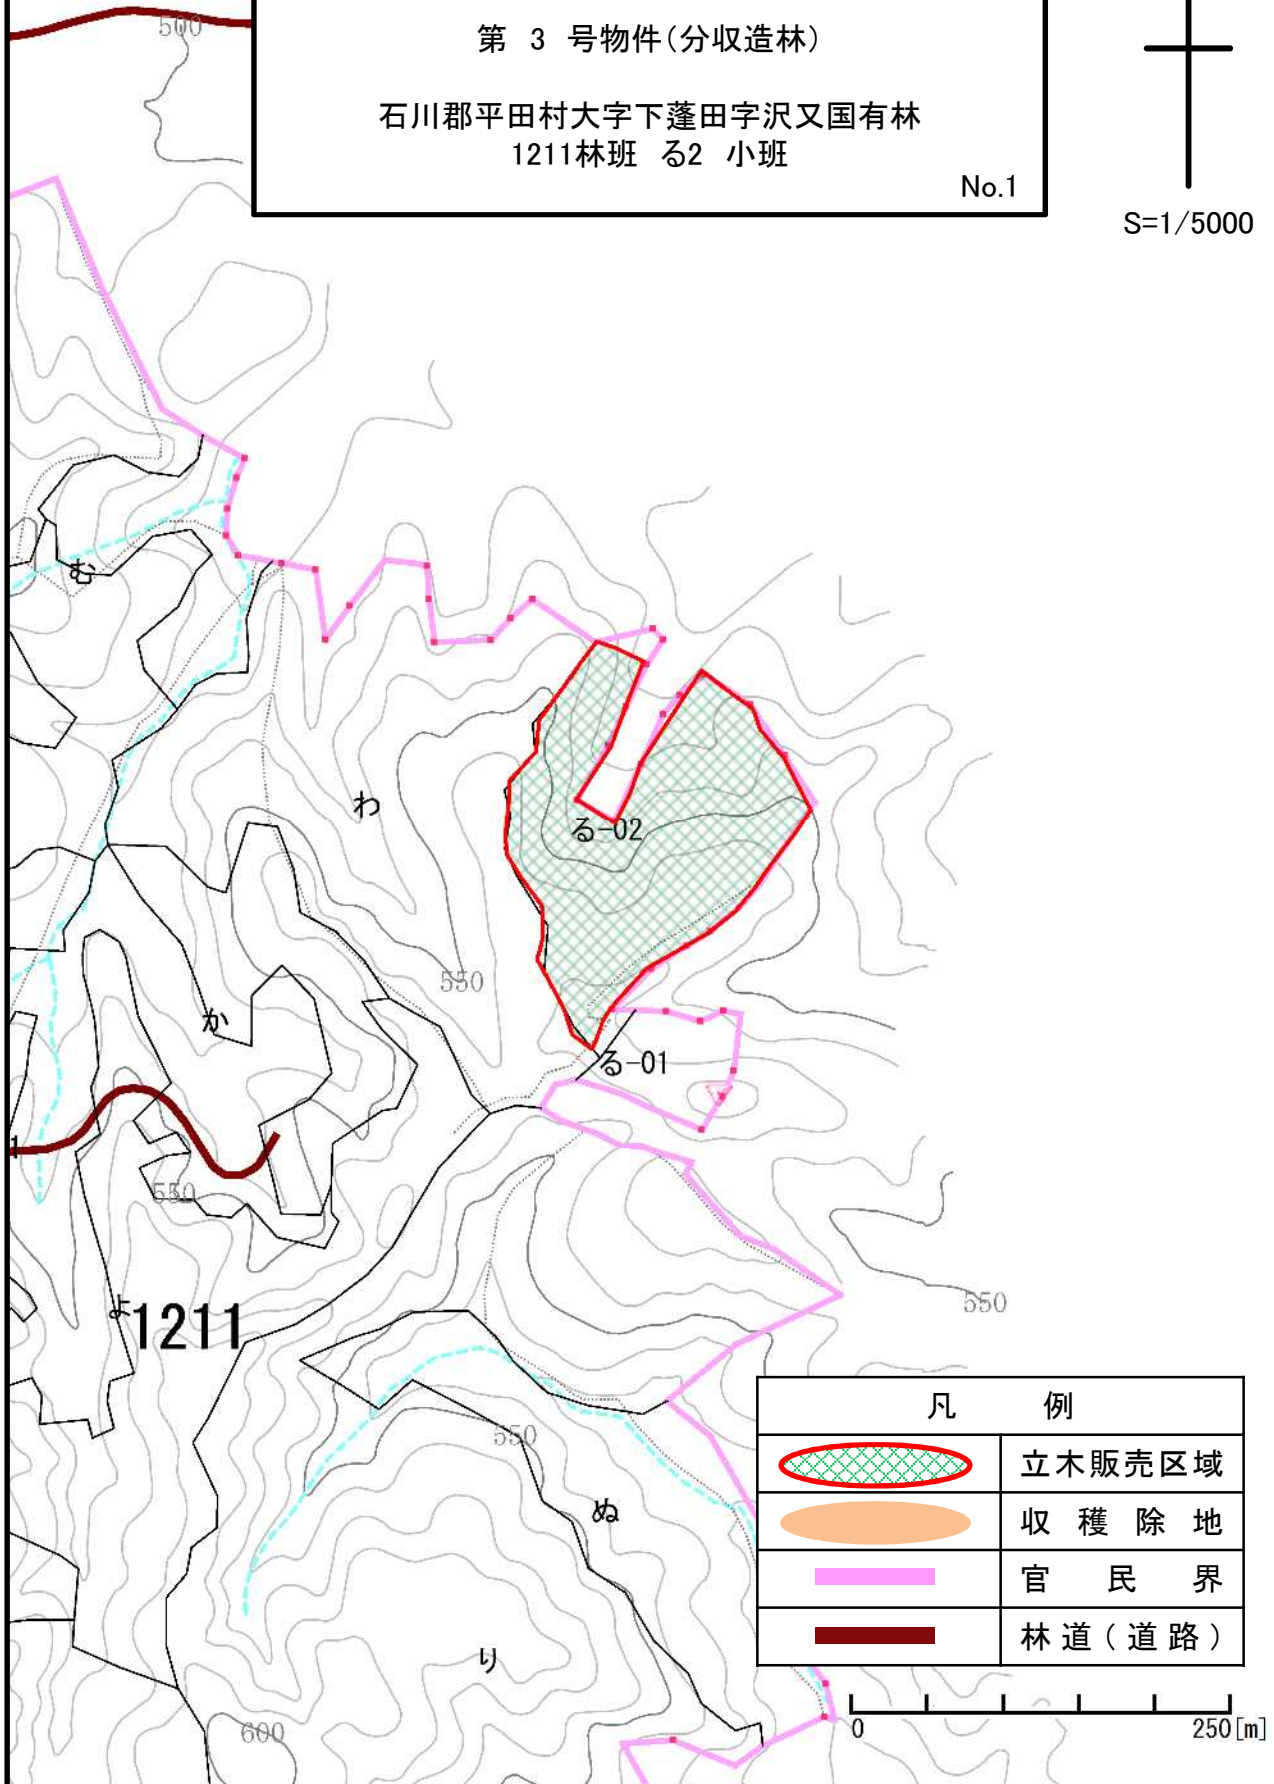 第 3 号物件(分収造林)
石川郡平田村大字下蓬田字沢又国有林
1211林班 る2 小班
No.1
S=1/5000
500
む
わ
る-02
550
か
る-01
1
550
よ
1211
550
550
ぬ
り
600
凡 例
立木販売区域
収穫除地
官民界
林道(道路)
0 250[m]